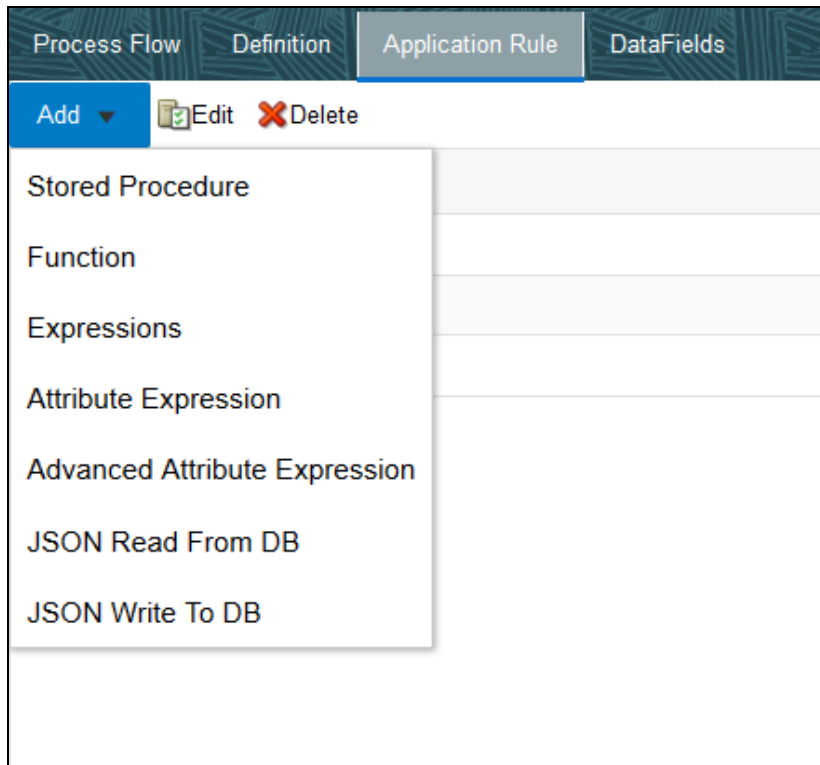 Process Flow Definition Application Rule DataFields
Add Edit Delete
Stored Procedure
Function
Expressions
Attribute Expression
Advanced Attribute Expression
JSON Read From DB
JSON Write To DB